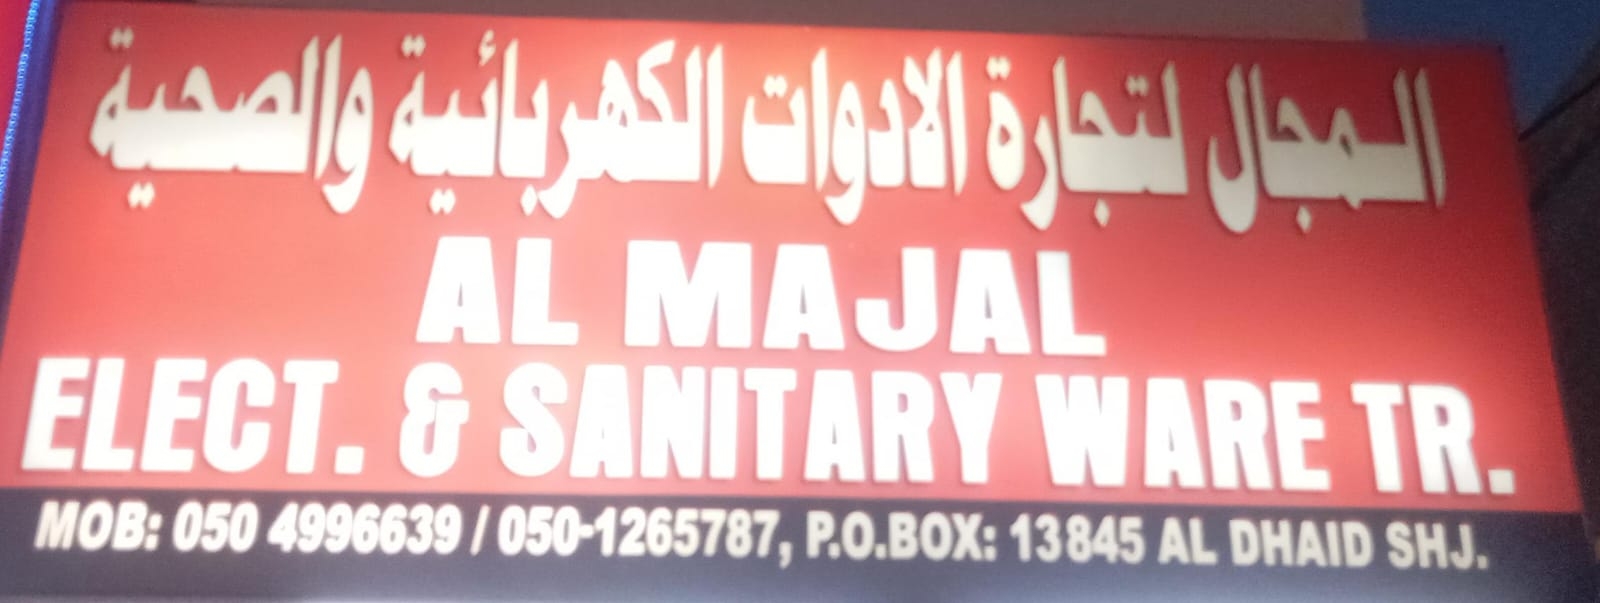 المجال لتجارة الادوات الكهربائية والصحية
AL MAJAL
ELECT. & SANITARY WARE TR.
MOB: 050 4996639 / 050-1265787, P.O.BOX: 13845 AL DHAID SHJ.